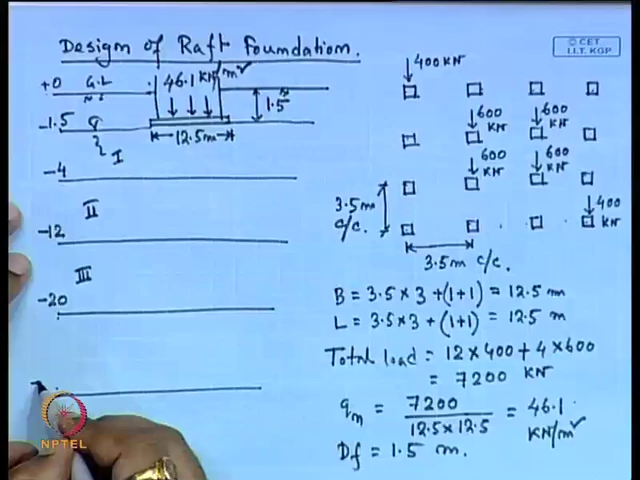 Design of Raft Foundation.
© CET
I.I.T. KGP
+0 G.L 46.1 KN/m²
1.5 m
-1.5
12.5m
I
-4
II
-12
III
-20
400 KN
600 KN
600 KN
600 KN
600 KN
400 KN
3.5m c/c.
3.5m c/c.
B = 3.5 × 3 + (1+1) = 12.5 m
L = 3.5 × 3 + (1+1) = 12.5 m
Total load = 12 × 400 + 4 × 600
= 7200 KN
qn = 7200 / 12.5 × 12.5 = 46.1 KN/m²
Df = 1.5 m.
NPTEL